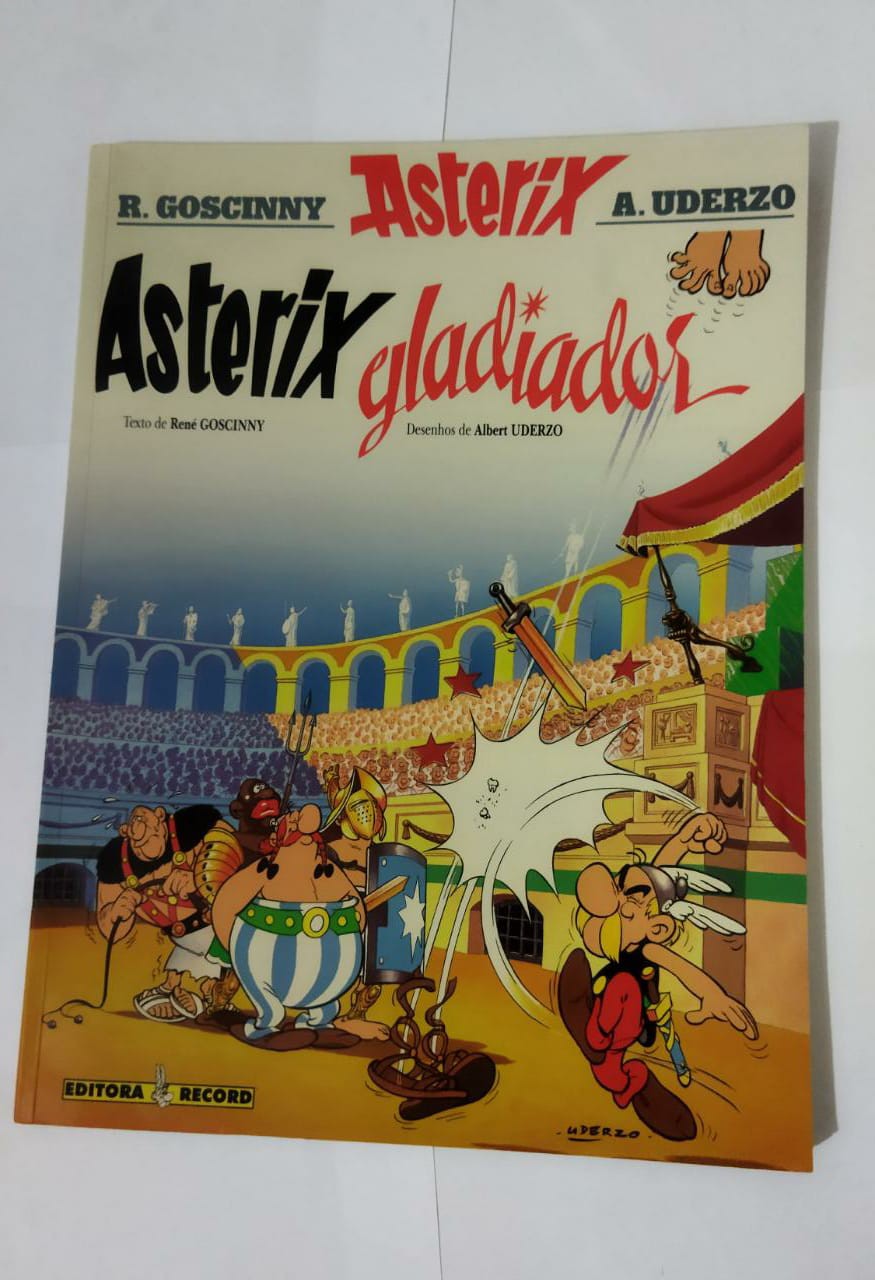 R. GOSCINNY
Asterix
A. UDERZO
Asterix gladiador
Texto de René GOSCINNY
Desenhos de Albert UDERZO
EDITORA RECORD
UDERZO